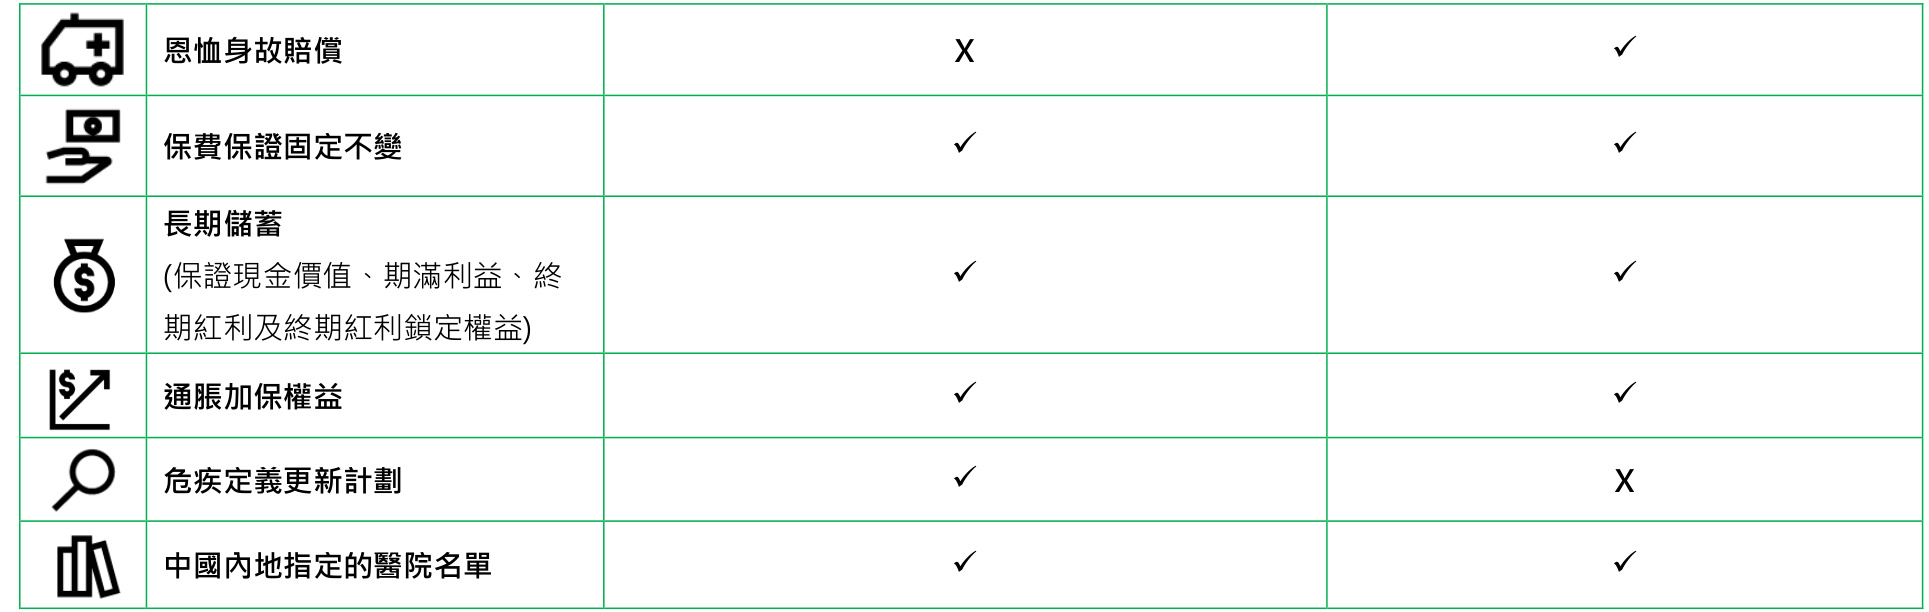 恩恤身故賠償 X ✓
保費保證固定不變 ✓ ✓
長期儲蓄
(保證現金價值、期滿利益、終 ✓ ✓
期紅利及終期紅利鎖定權益)
通脹加保權益 ✓ ✓
危疾定義更新計劃 ✓ X
中國內地指定的醫院名單 ✓ ✓